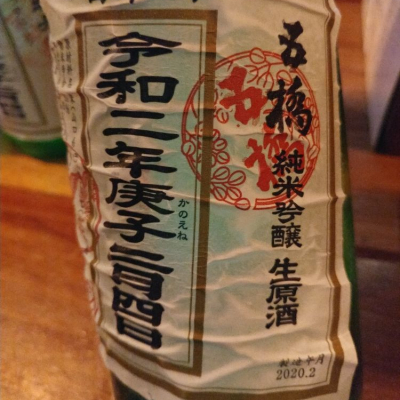 五橋
五橋
純米吟醸 生原酒
製造年月
2020.2
令和二年庚子二月四日
かのえね